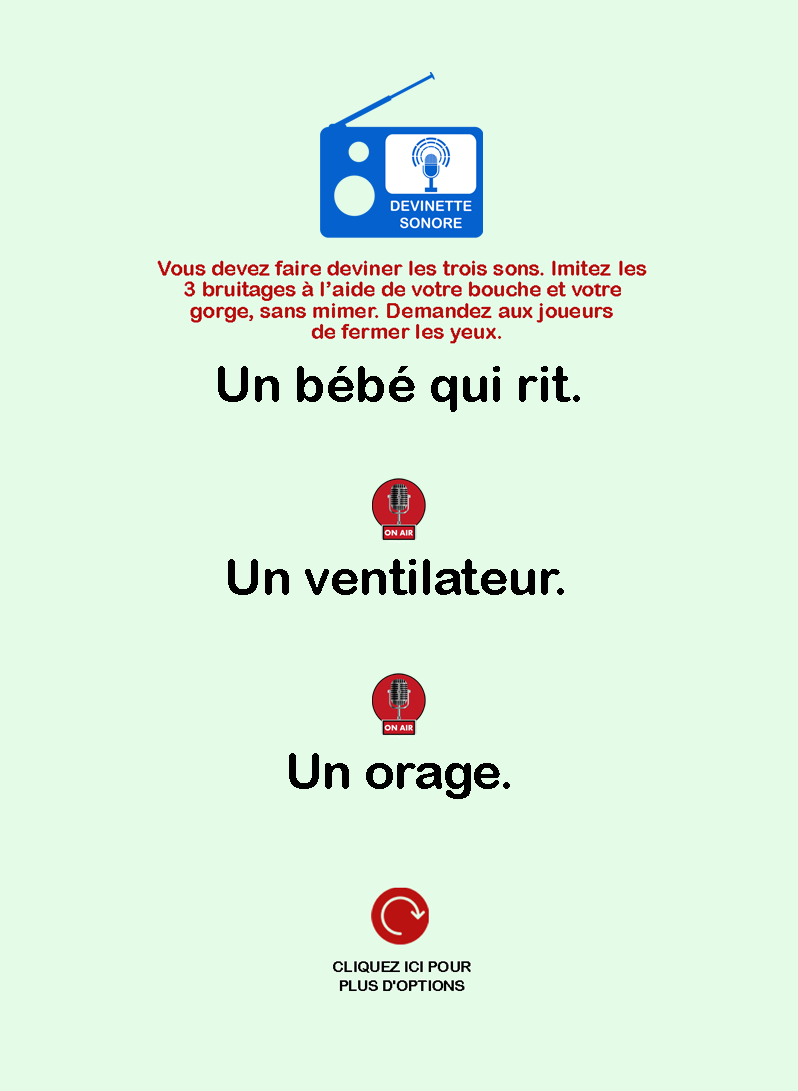 DEVINETTE
SONORE
Vous devez faire deviner les trois sons. Imitez les
3 bruitages à l’aide de votre bouche et votre
gorge, sans mimer. Demandez aux joueurs
de fermer les yeux.
Un bébé qui rit.
ON AIR
Un ventilateur.
ON AIR
Un orage.
CLIQUEZ ICI POUR
PLUS D'OPTIONS